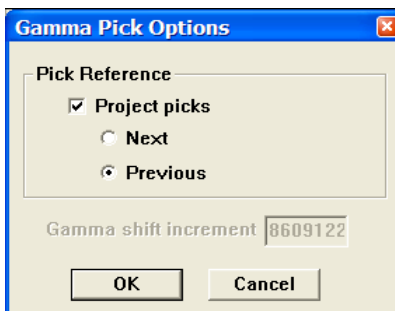 Gamma Pick Options
Pick Reference
Project picks
Next
Previous
Gamma shift increment 8609122
OK Cancel